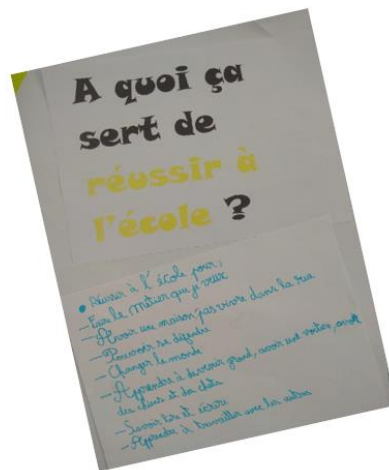 A quoi ça
sert de
réussir à
l'école ?
• Réussir à l'école pour :
- Faire le métier que je veux
- Avoir une maison, pas vivre dans la rue
- Pouvoir se défendre
- Changer le monde
- Apprendre à devenir grand, avoir une voiture, avoir
des chiens et des chats
- Savoir lire et écrire
- Apprendre à travailler avec les autres